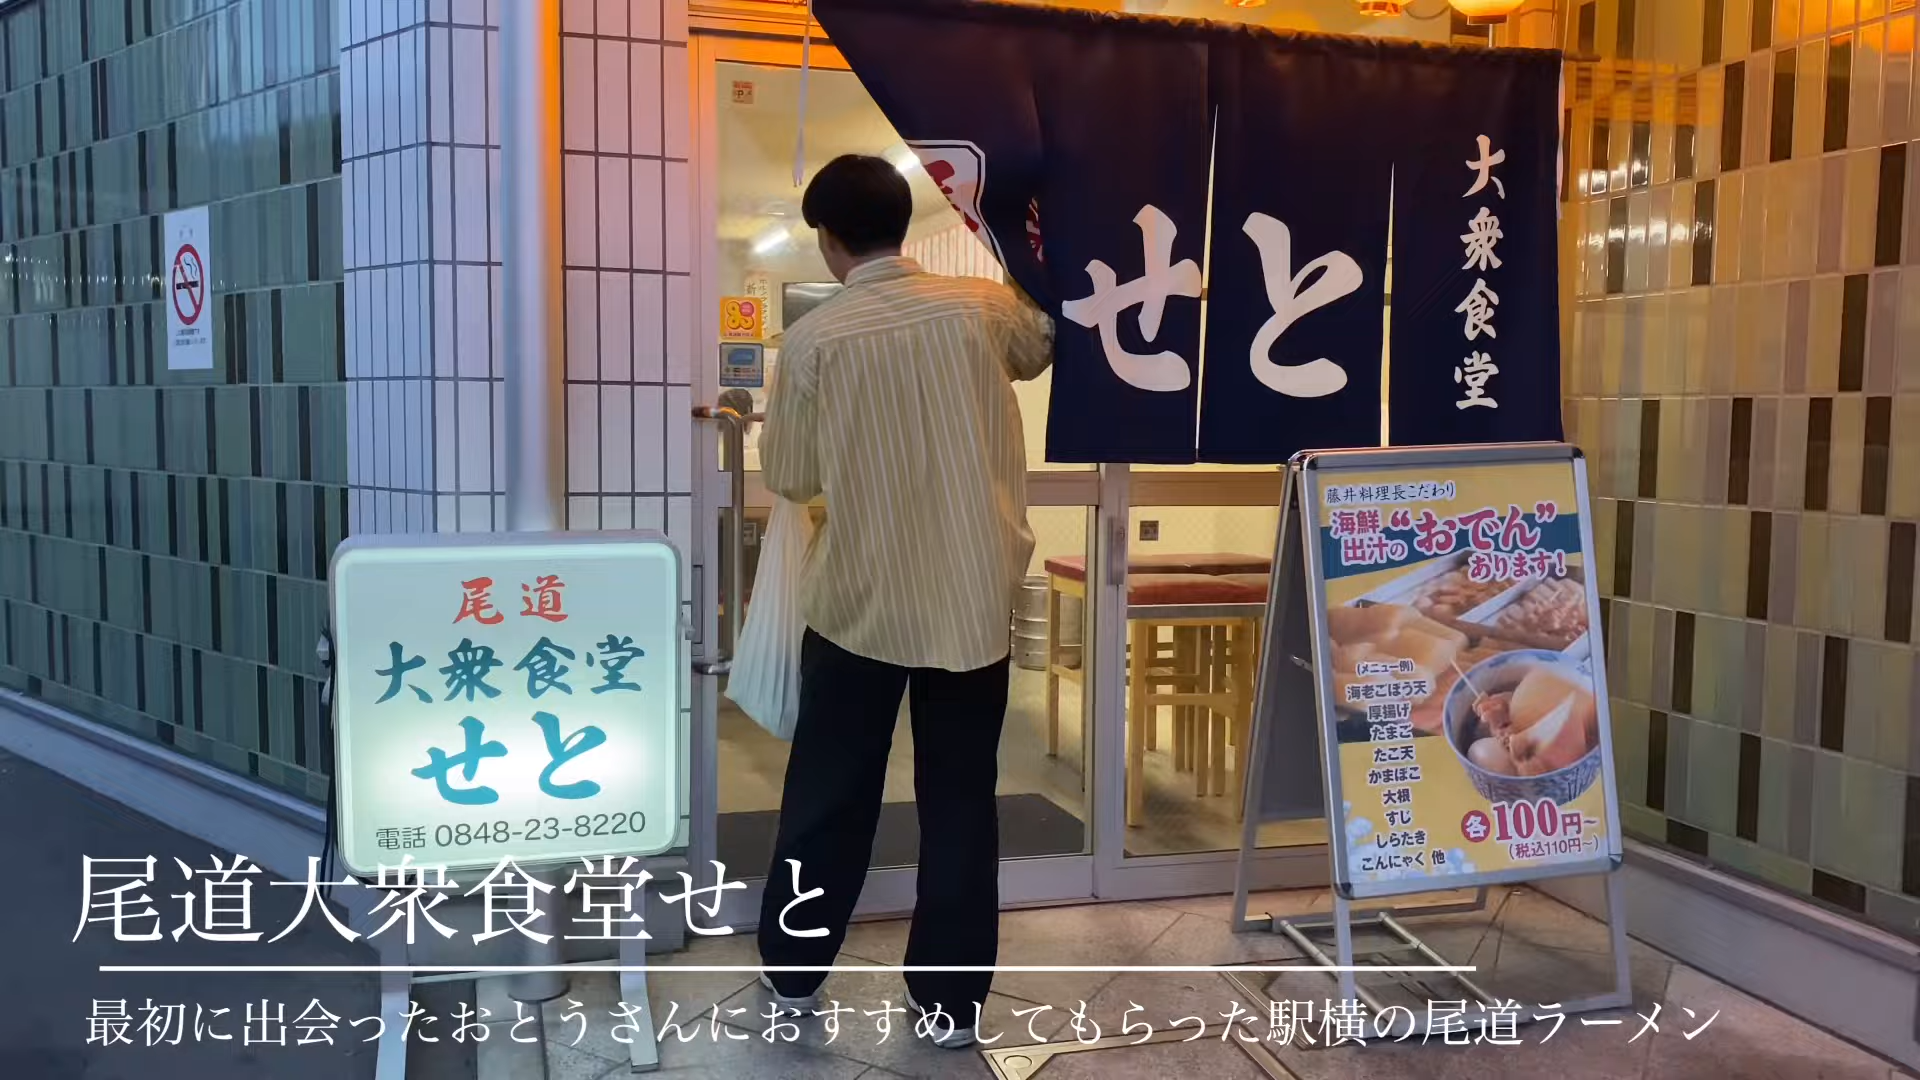 せと
大衆食堂
尾道
大衆食堂
せと
電話 0848-23-8220
藤井料理長こだわり
海鮮出汁の“おでん”あります!
(メニュー例)
海老ごぼう天
厚揚げ
たまご
たこ天
かまぼこ
大根
すじ
しらたき
こんにゃく 他
各100円~
(税込110円~)
尾道大衆食堂せと
最初に出会ったおとうさんにおすすめしてもらった駅横の尾道ラーメン